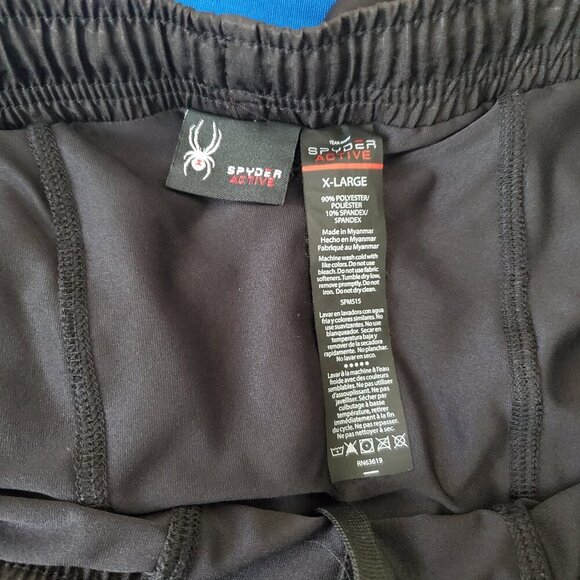 SPYDER
ACTIVE
SPYDER
ACTIVE
X-LARGE
90% POLYESTER/
POLIÉSTER
10% SPANDEX/
SPANDEX
Made in Myanmar
Hecho en Myanmar
Fabriqué au Myanmar
Machine wash cold with
like colors. Do not use
bleach. Do not use fabric
softeners. Tumble dry low,
remove promptly. Do not
iron. Do not dry clean.
SPM515
Lavar en lavadora con agua
fria y colores similares. No
use suavizantes. No use
blanqueador. Secar en
temperatura baja y
remover de la secadora
rapidamente. No planchar.
No lavar en seco.
Laver à la machine à l'eau
froide avec des couleurs
semblables. Ne pas utiliser
d'assouplissant. Ne pas
javelliser. Sécher par
culbutage à basse
température, retirer
immédiatement à la fin
du cycle. Ne pas repasser.
Ne pas nettoyer à sec.
RN63619